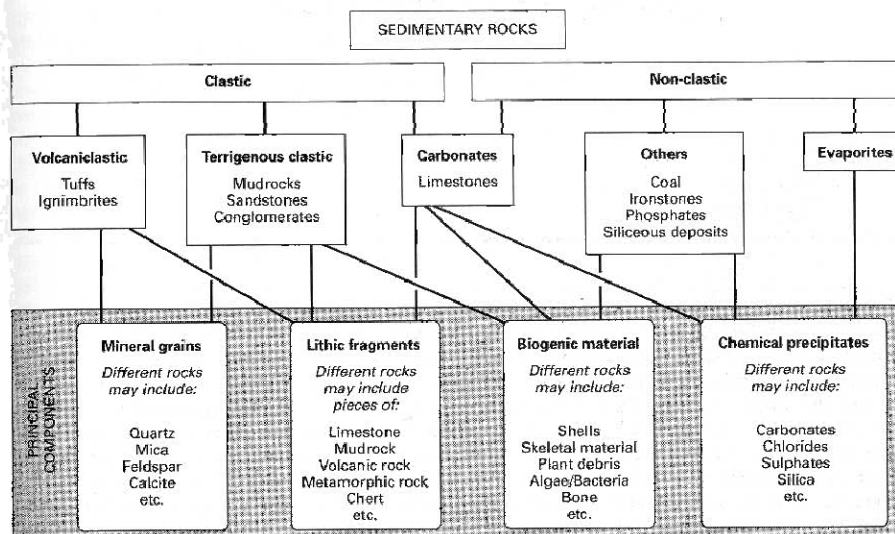 SEDIMENTARY ROCKS
Clastic
Non-clastic
Volcaniclastic
Tuffs
Ignimbrites
Terrigenous clastic
Mudrocks
Sandstones
Conglomerates
Carbonates
Limestones
Others
Coal
Ironstones
Phosphates
Siliceous deposits
Evaporites
PRINCIPAL
COMPONENTS
Mineral grains
Different rocks
may include:
Quartz
Mica
Feldspar
Calcite
etc.
Lithic fragments
Different rocks
may include
pieces of:
Limestone
Mudrock
Volcanic rock
Metamorphic rock
Chert
etc.
Biogenic material
Different rocks
may include:
Shells
Skeletal material
Plant debris
Algae/Bacteria
Bone
etc.
Chemical precipitates
Different rocks
may include:
Carbonates
Chlorides
Sulphates
Silica
etc.